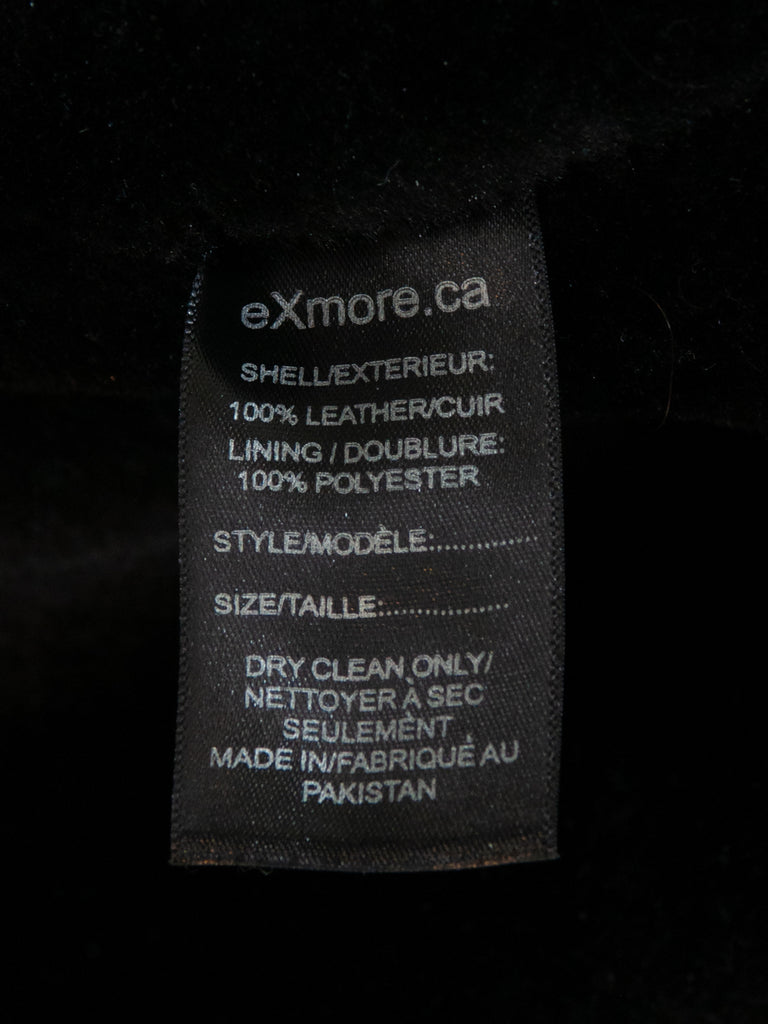 eXmore.ca
SHELL/EXTERIEUR:
100% LEATHER/CUIR
LINING / DOUBLURE:
100% POLYESTER
STYLE/MODÈLE:..............
SIZE/TAILLE:.................
DRY CLEAN ONLY/
NETTOYER À SEC
SEULEMENT
MADE IN/FABRIQUÉ AU
PAKISTAN